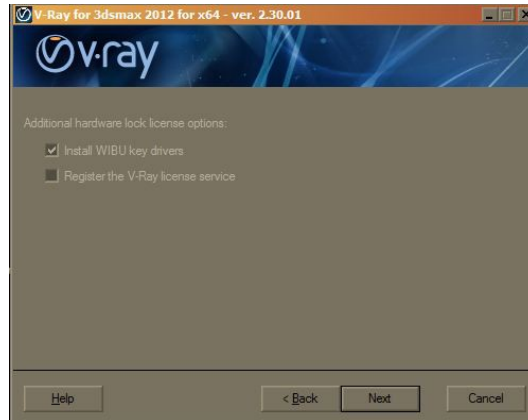 V-Ray for 3dsmax 2012 for x64 - ver. 2.30.01
v·ray
Additional hardware lock license options:
Install WIBU key drivers
Register the V-Ray license service
Help
< Back
Next
Cancel